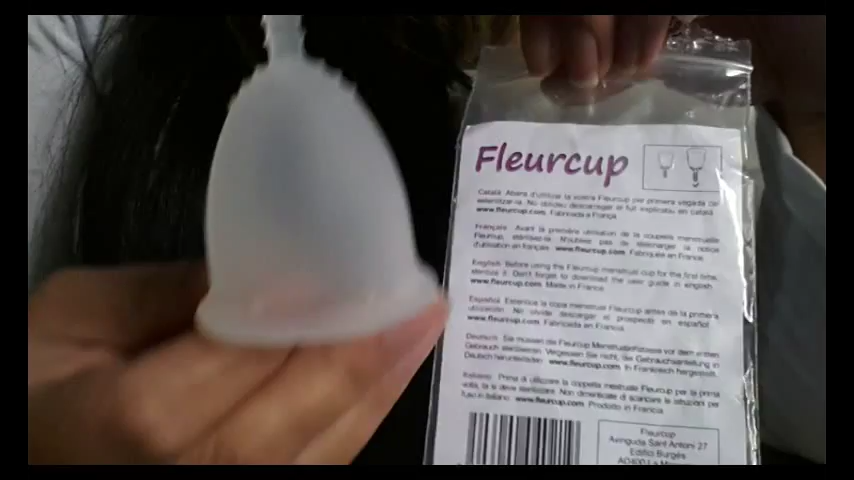 Fleurcup
Català: Abans d'utilitzar la vostra Fleurcup per primera vegada cal
esterilitzar-la. No oblideu descarregar el full explicatiu en català
www.fleurcup.com. Fabricada a França
Français: Avant la première utilisation de la coupelle menstruelle
Fleurcup, stérilisez-la. N'oubliez pas de télécharger la notice
d'utilisation en français www.fleurcup.com. Fabriquée en France.
English: Before using the Fleurcup menstrual cup for the first time,
sterilize it. Don't forget to download the user guide in english
www.fleurcup.com. Made in France.
Español: Esterilice la copa menstrual Fleurcup antes de la primera
utilización. No olvide descargar el prospecto en español
www.fleurcup.com. Fabricada en Francia.
Deutsch: Sie müssen die Fleurcup Menstruationstasse vor dem ersten
Gebrauch sterilisieren. Vergessen Sie nicht, die Gebrauchsanleitung in
Deutsch herunterladen www.fleurcup.com. In Frankreich hergestellt.
Italiano: Prima di utilizzare la coppetta mestruale Fleurcup per la prima
volta, la si deve sterilizzare. Non dimenticate di scaricare le istruzioni per
l'uso in italiano www.fleurcup.com. Prodotto in Francia.
Fleurcup
Avinguda Sant Antoni 27
Edifici Burgès
AD400 La